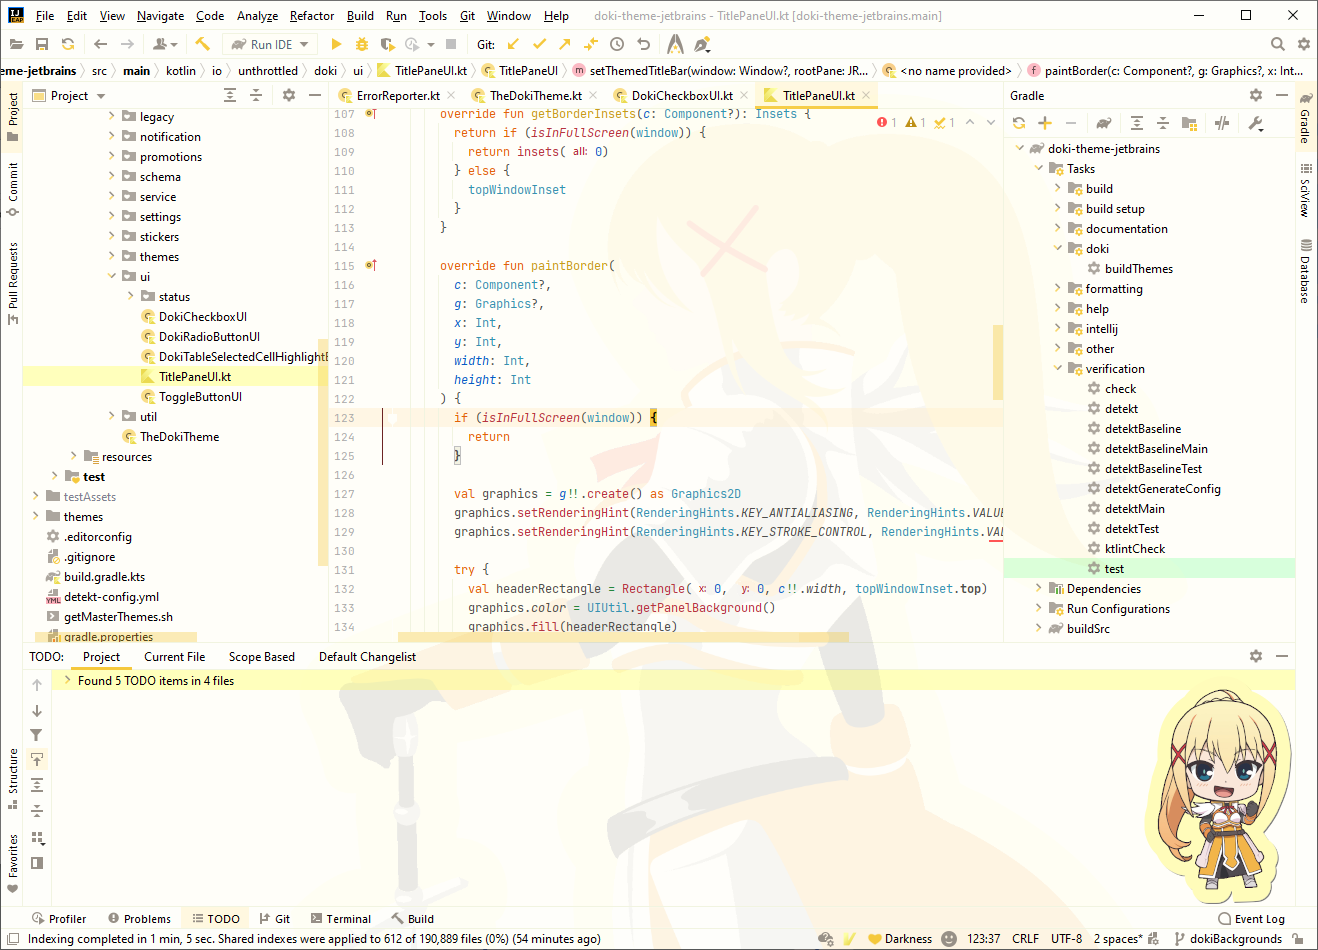 File Edit View Navigate Code Analyze Refactor Build Run Tools Git Window Help doki-theme-jetbrains - TitlePaneUI.kt [doki-theme-jetbrains.main]
Run IDE Git:
eme-jetbrains src main kotlin io unthrottled doki ui TitlePaneUI.kt TitlePaneUI setThemedTitleBar(window: Window?, rootPane: JR... <no name provided> paintBorder(c: Component?, g: Graphics?, x: Int,...
Project
Commit
Pull Requests
Structure
Favorites
Project
legacy
notification
promotions
schema
service
settings
stickers
themes
ui
status
DokiCheckboxUI
DokiRadioButtonUI
DokiTableSelectedCellHighlightB
TitlePaneUI.kt
ToggleButtonUI
util
TheDokiTheme
resources
test
testAssets
themes
.editorconfig
.gitignore
build.gradle.kts
detekt-config.yml
getMasterThemes.sh
gradle.properties
ErrorReporter.kt TheDokiTheme.kt DokiCheckboxUI.kt TitlePaneUI.kt
1 1 1
107 override fun getBorderInsets(c: Component?): Insets {
108 return if (isInFullScreen(window)) {
109 return insets( all: 0)
110 } else {
111 topWindowInset
112 }
113 }
114
115 override fun paintBorder(
116 c: Component?,
117 g: Graphics?,
118 x: Int,
119 y: Int,
120 width: Int,
121 height: Int
122 ) {
123 if (isInFullScreen(window)) {
124 return
125 }
126
127 val graphics = g!!.create() as Graphics2D
128 graphics.setRenderingHint(RenderingHints.KEY_ANTIALIASING, RenderingHints.VALUE
129 graphics.setRenderingHint(RenderingHints.KEY_STROKE_CONTROL, RenderingHints.VAL
130
131 try {
132 val headerRectangle = Rectangle( x: 0, y: 0, c!!.width, topWindowInset.top)
133 graphics.color = UIUtil.getPanelBackground()
134 graphics.fill(headerRectangle)
Gradle
doki-theme-jetbrains
Tasks
build
build setup
documentation
doki
buildThemes
formatting
help
intellij
other
verification
check
detekt
detektBaseline
detektBaselineMain
detektBaselineTest
detektGenerateConfig
detektMain
detektTest
ktlintCheck
test
Dependencies
Run Configurations
buildSrc
Gradle
SciView
Database
TODO: Project Current File Scope Based Default Changelist
Found 5 TODO items in 4 files
Profiler Problems TODO Git Terminal Build Event Log
Indexing completed in 1 min, 5 sec. Shared indexes were applied to 612 of 190,889 files (0%) (54 minutes ago) Darkness 123:37 CRLF UTF-8 2 spaces* dokiBackgrounds